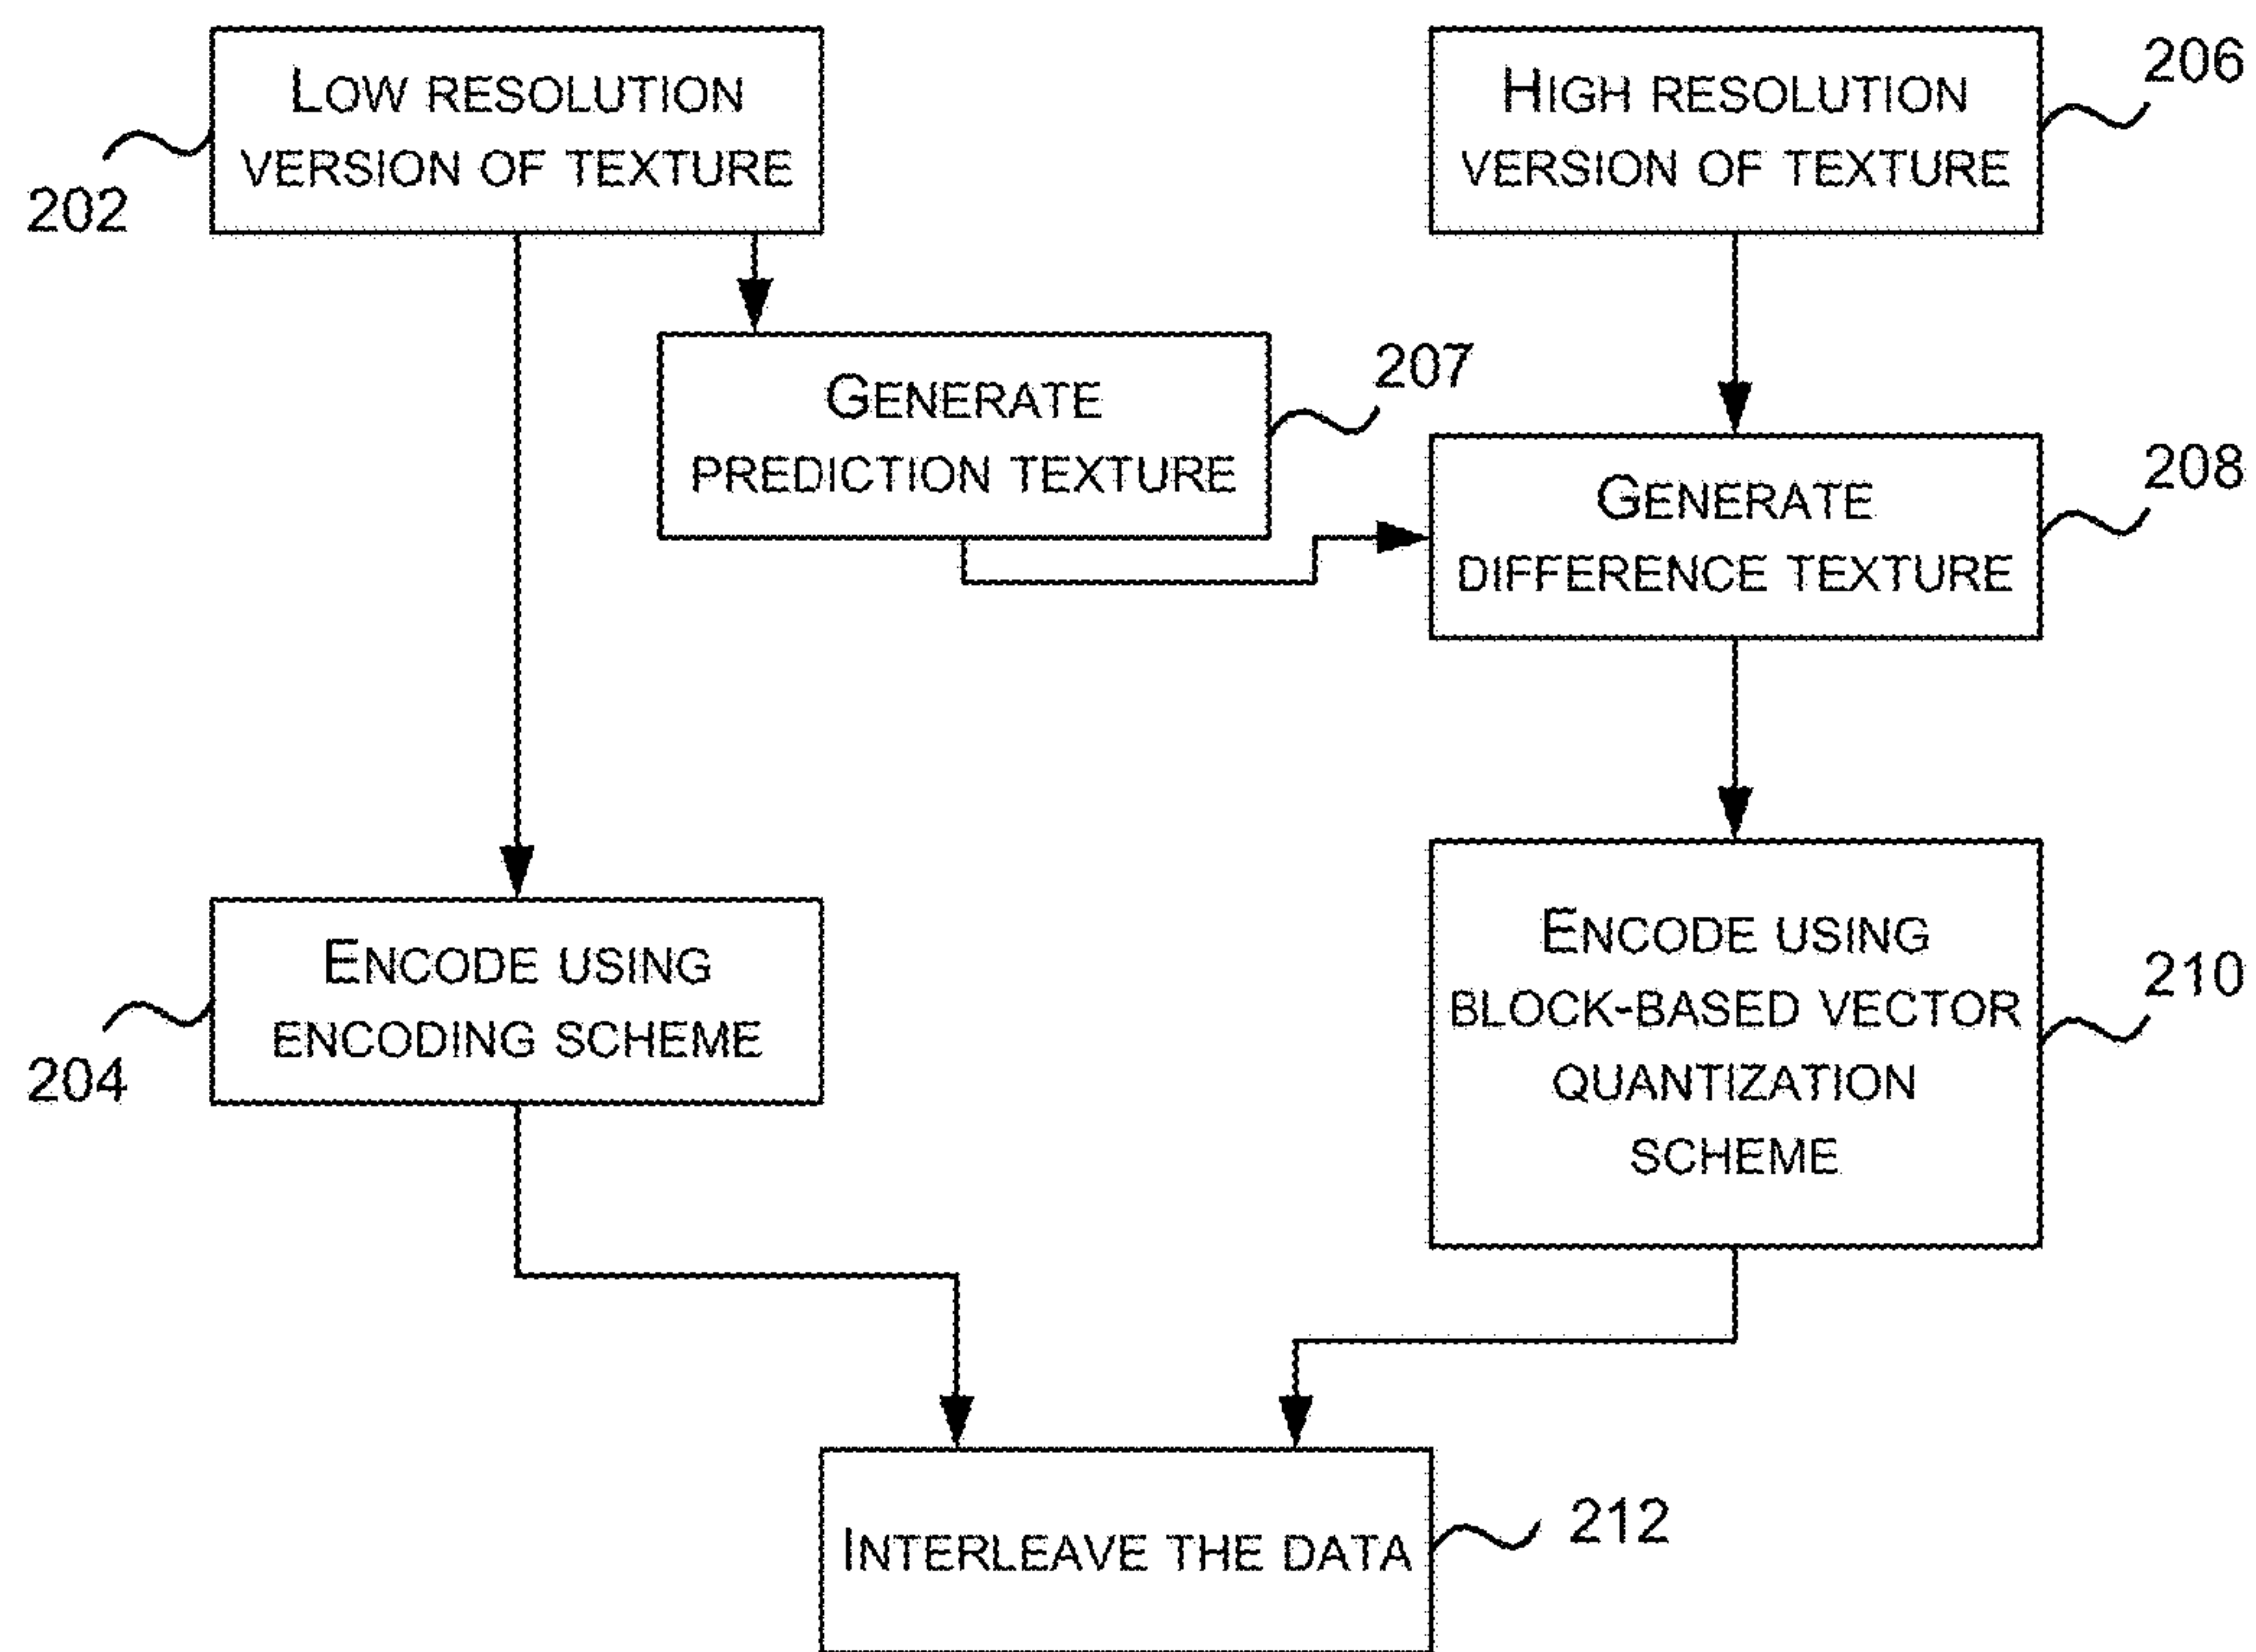 LOW RESOLUTION
VERSION OF TEXTURE
202
HIGH RESOLUTION
VERSION OF TEXTURE
206
GENERATE
PREDICTION TEXTURE
207
GENERATE
DIFFERENCE TEXTURE
208
ENCODE USING
ENCODING SCHEME
204
ENCODE USING
BLOCK-BASED VECTOR
QUANTIZATION
SCHEME
210
INTERLEAVE THE DATA
212